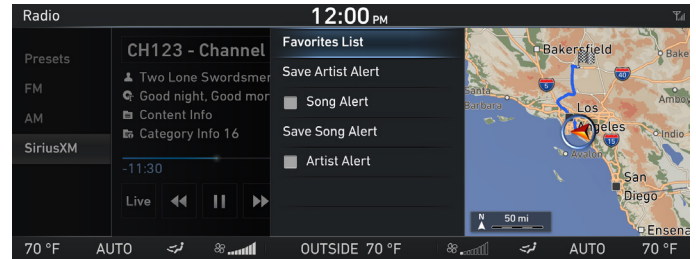 Radio
12:00 PM
Presets
FM
AM
SiriusXM
CH123 - Channel
Two Lone Swordsmen
Good night, Good mor
Content Info
Category Info 16
-11:30
Live
Favorites List
Save Artist Alert
Song Alert
Save Song Alert
Artist Alert
Bakersfield
Bake
5
40
Santa
Barbara
Amboy
Los
Angeles
Indio
15
Avalon
San
Diego
Ensena
N
50 mi
70 °F
AUTO
OUTSIDE 70 °F
AUTO
70 °F